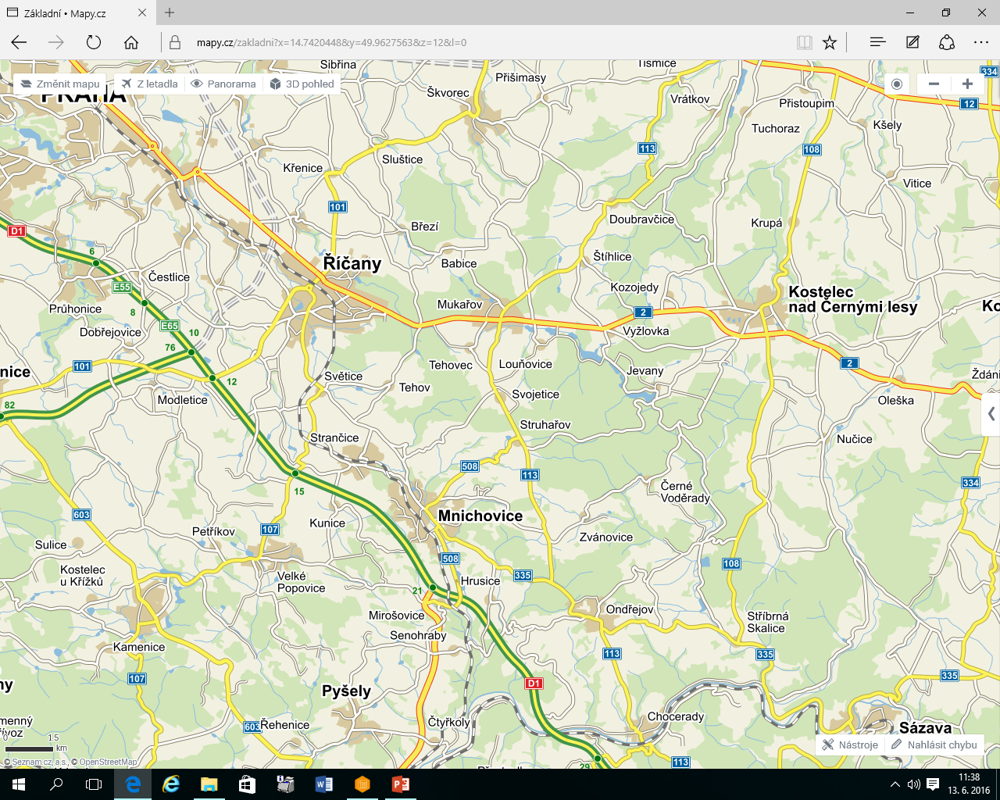 Základní • Mapy.cz
mapy.cz/zakladni?x=14.7420448&y=49.9627563&z=12&l=0
Změnit mapu
Z letadla
Panorama
3D pohled
PRAHA
Sibřina
Škvorec
Přišimasy
Tismice
334
Vrátkov
Přistoupim
12
Kšely
Tuchoraz
113
108
Sluštice
Křenice
Vitice
101
Doubravčice
Krupá
D1
Březí
6
Štíhlice
Říčany
Babice
Čestlice
E55
Kozojedy
Kostelec
nad Černými lesy
Mukařov
Průhonice
8
2
E65
10
Dobřejovice
Vyžlovka
76
101
Tehovec
Louňovice
2
Jevany
nice
Světice
Ždáni
12
Tehov
Svojetice
Modletice
Oleška
82
Struhařov
Strančice
Nučice
508
113
334
15
Černé
Voděrady
603
Mnichovice
Kunice
107
Petříkov
Zvánovice
Sulice
508
108
Kostelec
u Křížků
Velké
Popovice
335
Hrusice
21
Ondřejov
Mirošovice
Stříbrná
Skalice
Senohraby
Kamenice
113
335
107
D1
335
ny
Pyšely
Chocerady
Čtyřkoly
603
Řehenice
menný
řívoz
Sázava
0
1.5
km
Nástroje
Nahlásit chybu
© Seznam.cz, a.s., © OpenStreetMap
113
29
11:38
13. 6. 2016